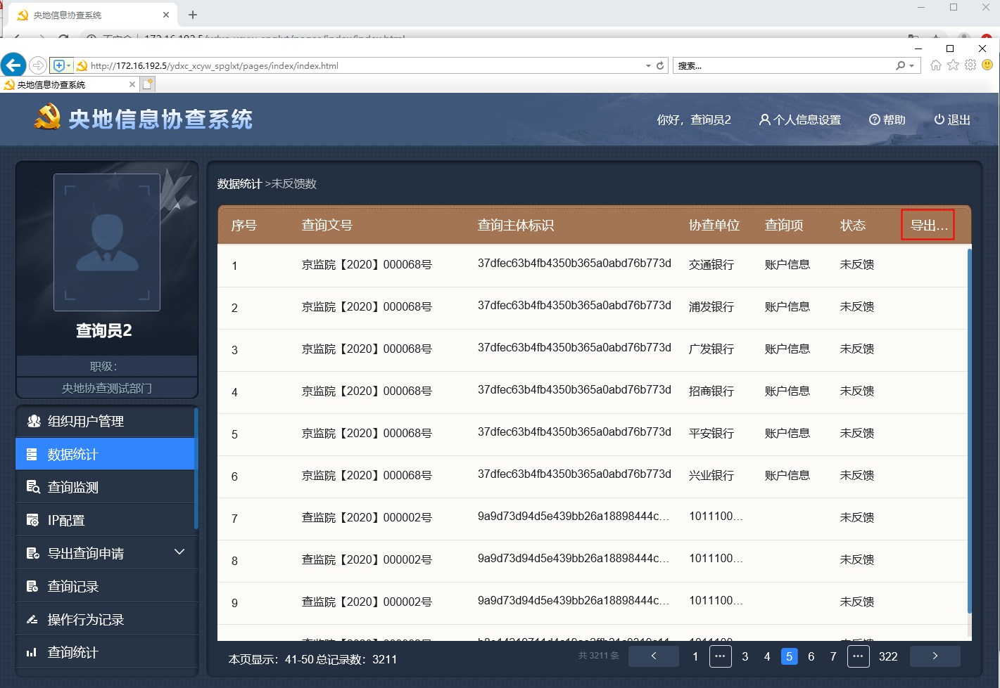 央地信息协查系统
172.16.192.5/ydxc_xcyw_spglxt/pages/index/index.html
http://172.16.192.5/ydxc_xcyw_spglxt/pages/index/index.html
搜索...
央地信息协查系统
央地信息协查系统
你好，查询员2 个人信息设置 帮助 退出
查询员2
职级：
央地协查测试部门
组织用户管理
数据统计
查询监测
IP配置
导出查询申请
查询记录
操作行为记录
查询统计
数据统计 >未反馈数
序号 查询文号 查询主体标识 协查单位 查询项 状态 导出...
1 京监院【2020】000068号 37dfec63b4fb4350b365a0abd76b773d 交通银行 账户信息 未反馈
2 京监院【2020】000068号 37dfec63b4fb4350b365a0abd76b773d 浦发银行 账户信息 未反馈
3 京监院【2020】000068号 37dfec63b4fb4350b365a0abd76b773d 广发银行 账户信息 未反馈
4 京监院【2020】000068号 37dfec63b4fb4350b365a0abd76b773d 招商银行 账户信息 未反馈
5 京监院【2020】000068号 37dfec63b4fb4350b365a0abd76b773d 平安银行 账户信息 未反馈
6 京监院【2020】000068号 37dfec63b4fb4350b365a0abd76b773d 兴业银行 账户信息 未反馈
7 查监院【2020】000002号 9a9d73d94d5e439bb26a18898444c... 1011100... 未反馈
8 查监院【2020】000002号 9a9d73d94d5e439bb26a18898444c... 1011100... 未反馈
9 查监院【2020】000002号 9a9d73d94d5e439bb26a18898444c... 1011100... 未反馈
本页显示：41-50 总记录数：3211 共 3211 条 1 ... 3 4 5 6 7 ... 322